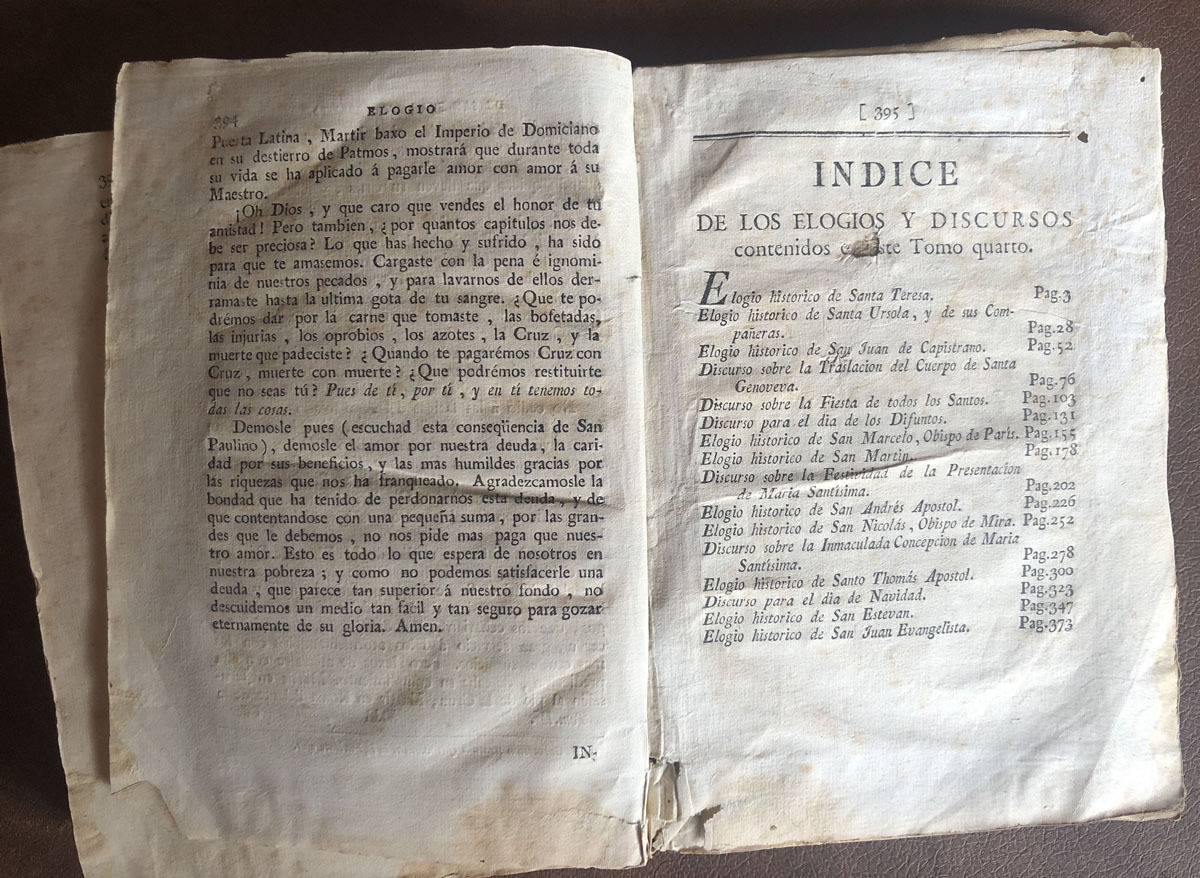 394
ELOGIO
Puerta Latina , Martir baxo el Imperio de Domiciano
en su destierro de Patmos, mostrará que durante toda
su vida se ha aplicado á pagarle amor con amor á su
Maestro.
¡Oh Dios , y que caro que vendes el honor de tu
amistad! Pero tambien, ¿por quantos capitulos nos de-
be ser preciosa? Lo que has hecho y sufrido , ha sido
para que te amasemos. Cargaste con la pena é ignomi-
nia de nuestros pecados , y para lavarnos de ellos der-
ramaste hasta la ultima gota de tu sangre. ¿Que te po-
drémos dar por la carne que tomaste , las bofetadas,
las injurias , los oprobios , los azotes , la Cruz , y la
muerte que padeciste? ¿Quando te pagarémos Cruz con
Cruz , muerte con muerte? ¿Que podrémos restituirte
que no seas tú? Pues de tí, por tí , y en tí tenemos to-
das las cosas.
Demosle pues (escuchad esta conseqüencia de San
Paulino), demosle el amor por nuestra deuda, la cari-
dad por sus beneficios, y las mas humildes gracias por
las riquezas que nos ha franqueado. Agradezcamosle la
bondad que ha tenido de perdonarnos esta deuda, y de
que contentandose con una pequeña suma, por las gran-
des que le debemos , no nos pide mas paga que nues-
tro amor. Esto es todo lo que espera de nosotros en
nuestra pobreza ; y como no podemos satisfacerle una
deuda , que parece tan superior á nuestro fondo , no
descuidemos un medio tan facil y tan seguro para gozar
eternamente de su gloria. Amen.
IN-
[ 395 ]
INDICE
DE LOS ELOGIOS Y DISCURSOS
contenidos este Tomo quarto.
Elogio historico de Santa Teresa. Pag.3
Elogio historico de Santa Ursola, y de sus Com-
pañeras. Pag.28
Elogio historico de San Juan de Capistrano. Pag.52
Discurso sobre la Traslacion del Cuerpo de Santa
Genoveva. Pag.76
Discurso sobre la Fiesta de todos los Santos. Pag.103
Discurso para el dia de los Difuntos. Pag.131
Elogio historico de San Marcelo, Obispo de París. Pag.155
Elogio historico de San Martin. Pag.178
Discurso sobre la Festividad de la Presentacion
de Maria Santísima. Pag.202
Elogio historico de San Andrés Apostol. Pag.226
Elogio historico de San Nicolás, Obispo de Mira. Pag.252
Discurso sobre la Inmaculada Concepcion de Maria
Santísima. Pag.278
Elogio historico de Santo Thomás Apostol. Pag.300
Discurso para el dia de Navidad. Pag.323
Elogio historico de San Estevan. Pag.347
Elogio historico de San Juan Evangelista. Pag.373